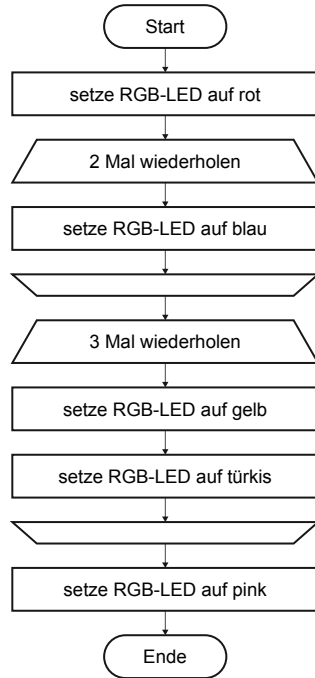 Start
setze RGB-LED auf rot
2 Mal wiederholen
setze RGB-LED auf blau
3 Mal wiederholen
setze RGB-LED auf gelb
setze RGB-LED auf türkis
setze RGB-LED auf pink
Ende